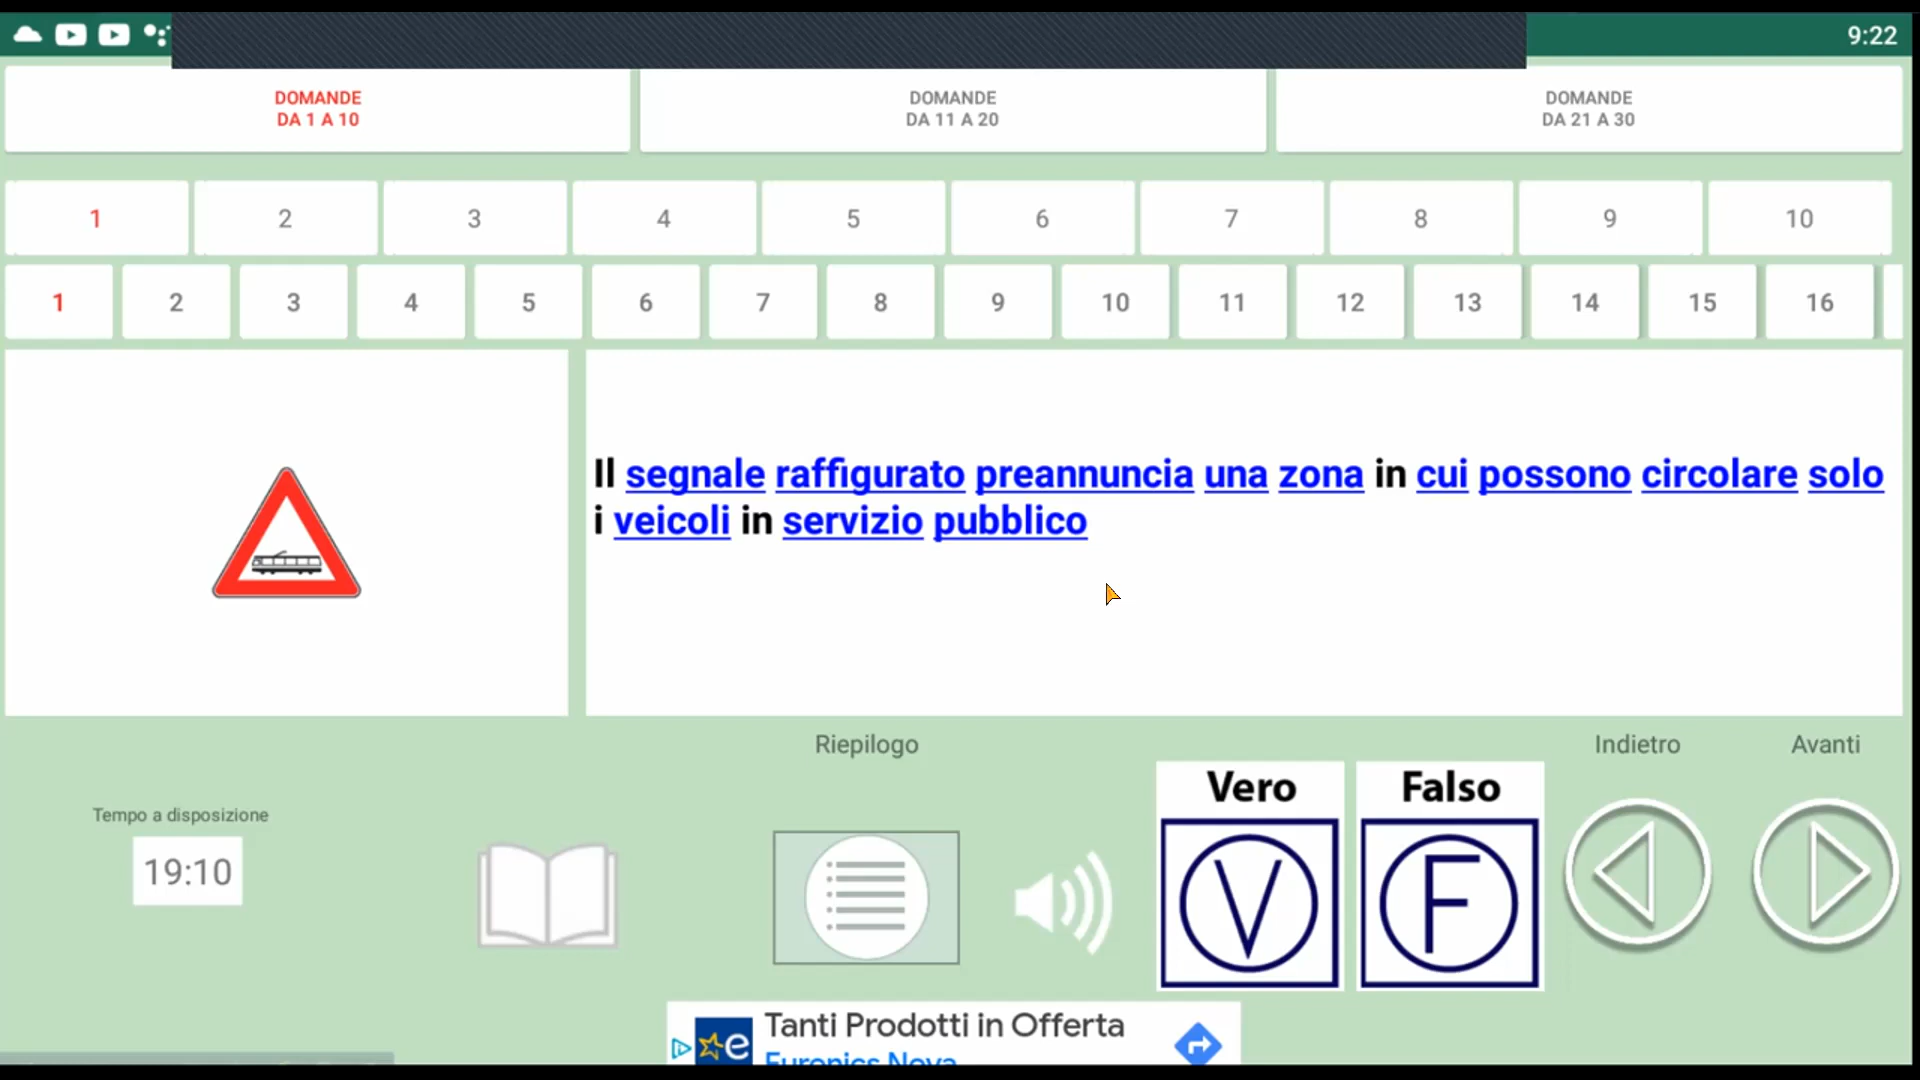 9:22
DOMANDE
DA 1 A 10
DOMANDE
DA 11 A 20
DOMANDE
DA 21 A 30
1 2 3 4 5 6 7 8 9 10
1 2 3 4 5 6 7 8 9 10 11 12 13 14 15 16
Il segnale raffigurato preannuncia una zona in cui possono circolare solo
i veicoli in servizio pubblico
Riepilogo
Indietro
Avanti
Vero
Falso
Tempo a disposizione
19:10
V
F
Tanti Prodotti in Offerta
Euronics Nova